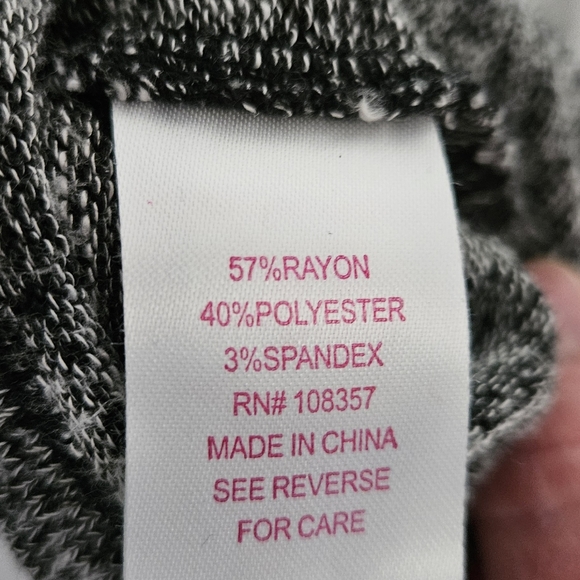 57%RAYON
40%POLYESTER
3%SPANDEX
RN# 108357
MADE IN CHINA
SEE REVERSE
FOR CARE